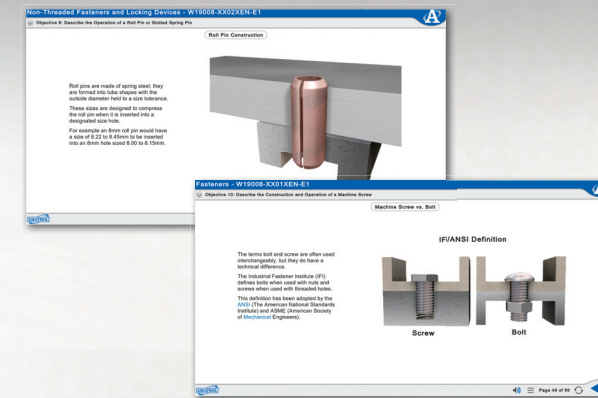 Non-Threaded Fasteners and Locking Devices - W19008-XX02XEN-E1
Objective 8: Describe the Operation of a Roll Pin or Slotted Spring Pin
Roll Pin Construction
Roll pins are made of spring steel; they
are formed into tube shapes with the
outside diameter held to a size tolerance.
These sizes are designed to compress
the roll pin when it is inserted into a
designated size hole.
For example an 8mm roll pin would have
a size of 8.22 to 8.45mm to be inserted
into an 8mm hole sized 8.00 to 8.15mm.
AMATROL
Fasteners - W19008-XX01XEN-E1
Objective 10: Describe the Construction and Operation of a Machine Screw
Machine Screw vs. Bolt
IFI/ANSI Definition
The terms bolt and screw are often used
interchangeably, but they do have a
technical difference.
The Industrial Fastener Institute (IFI)
defines bolts when used with nuts and
screws when used with threaded holes.
This definition has been adopted by the
ANSI (The American National Standards
Institute) and ASME (American Society
of Mechanical Engineers).
Screw
Bolt
AMATROL